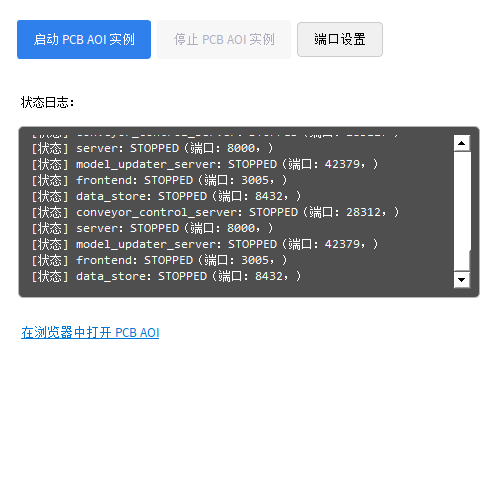 启动 PCB AOI 实例
停止 PCB AOI 实例
端口设置
状态日志：
[状态] server: STOPPED（端口：8000，）
[状态] model_updater_server: STOPPED（端口：42379，）
[状态] frontend: STOPPED（端口：3005，）
[状态] data_store: STOPPED（端口：8432，）
[状态] conveyor_control_server: STOPPED（端口：28312，）
[状态] server: STOPPED（端口：8000，）
[状态] model_updater_server: STOPPED（端口：42379，）
[状态] frontend: STOPPED（端口：3005，）
[状态] data_store: STOPPED（端口：8432，）
在浏览器中打开 PCB AOI